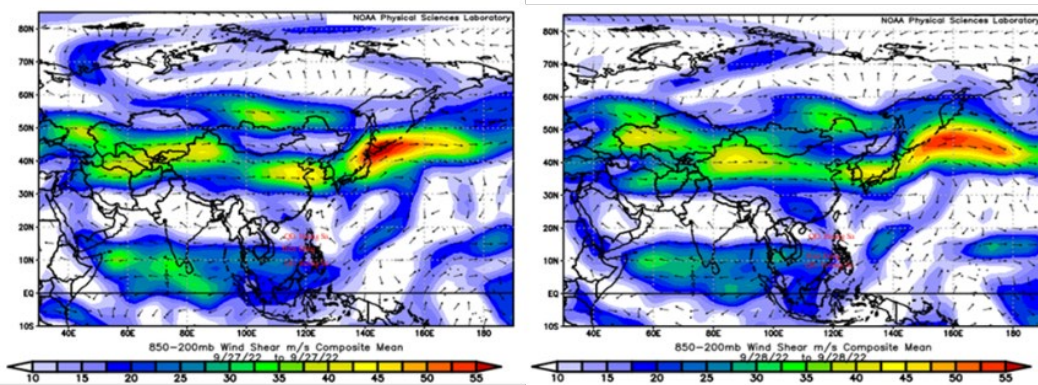 NOAA Physical Sciences Laboratory
80N
70N
60N
50N
40N
30N
20N
10N
EQ
10S
40E
60E
80E
100E
120E
140E
160E
180
850-200mb Wind Shear m/s Composite Mean
9/27/22 to 9/27/22
10 15 20 25 30 35 40 45 50 55
NOAA Physical Sciences Laboratory
80N
70N
60N
50N
40N
30N
20N
10N
EQ
10S
40E
60E
80E
100E
120E
140E
160E
180
850-200mb Wind Shear m/s Composite Mean
9/28/22 to 9/28/22
10 15 20 25 30 35 40 45 50 55